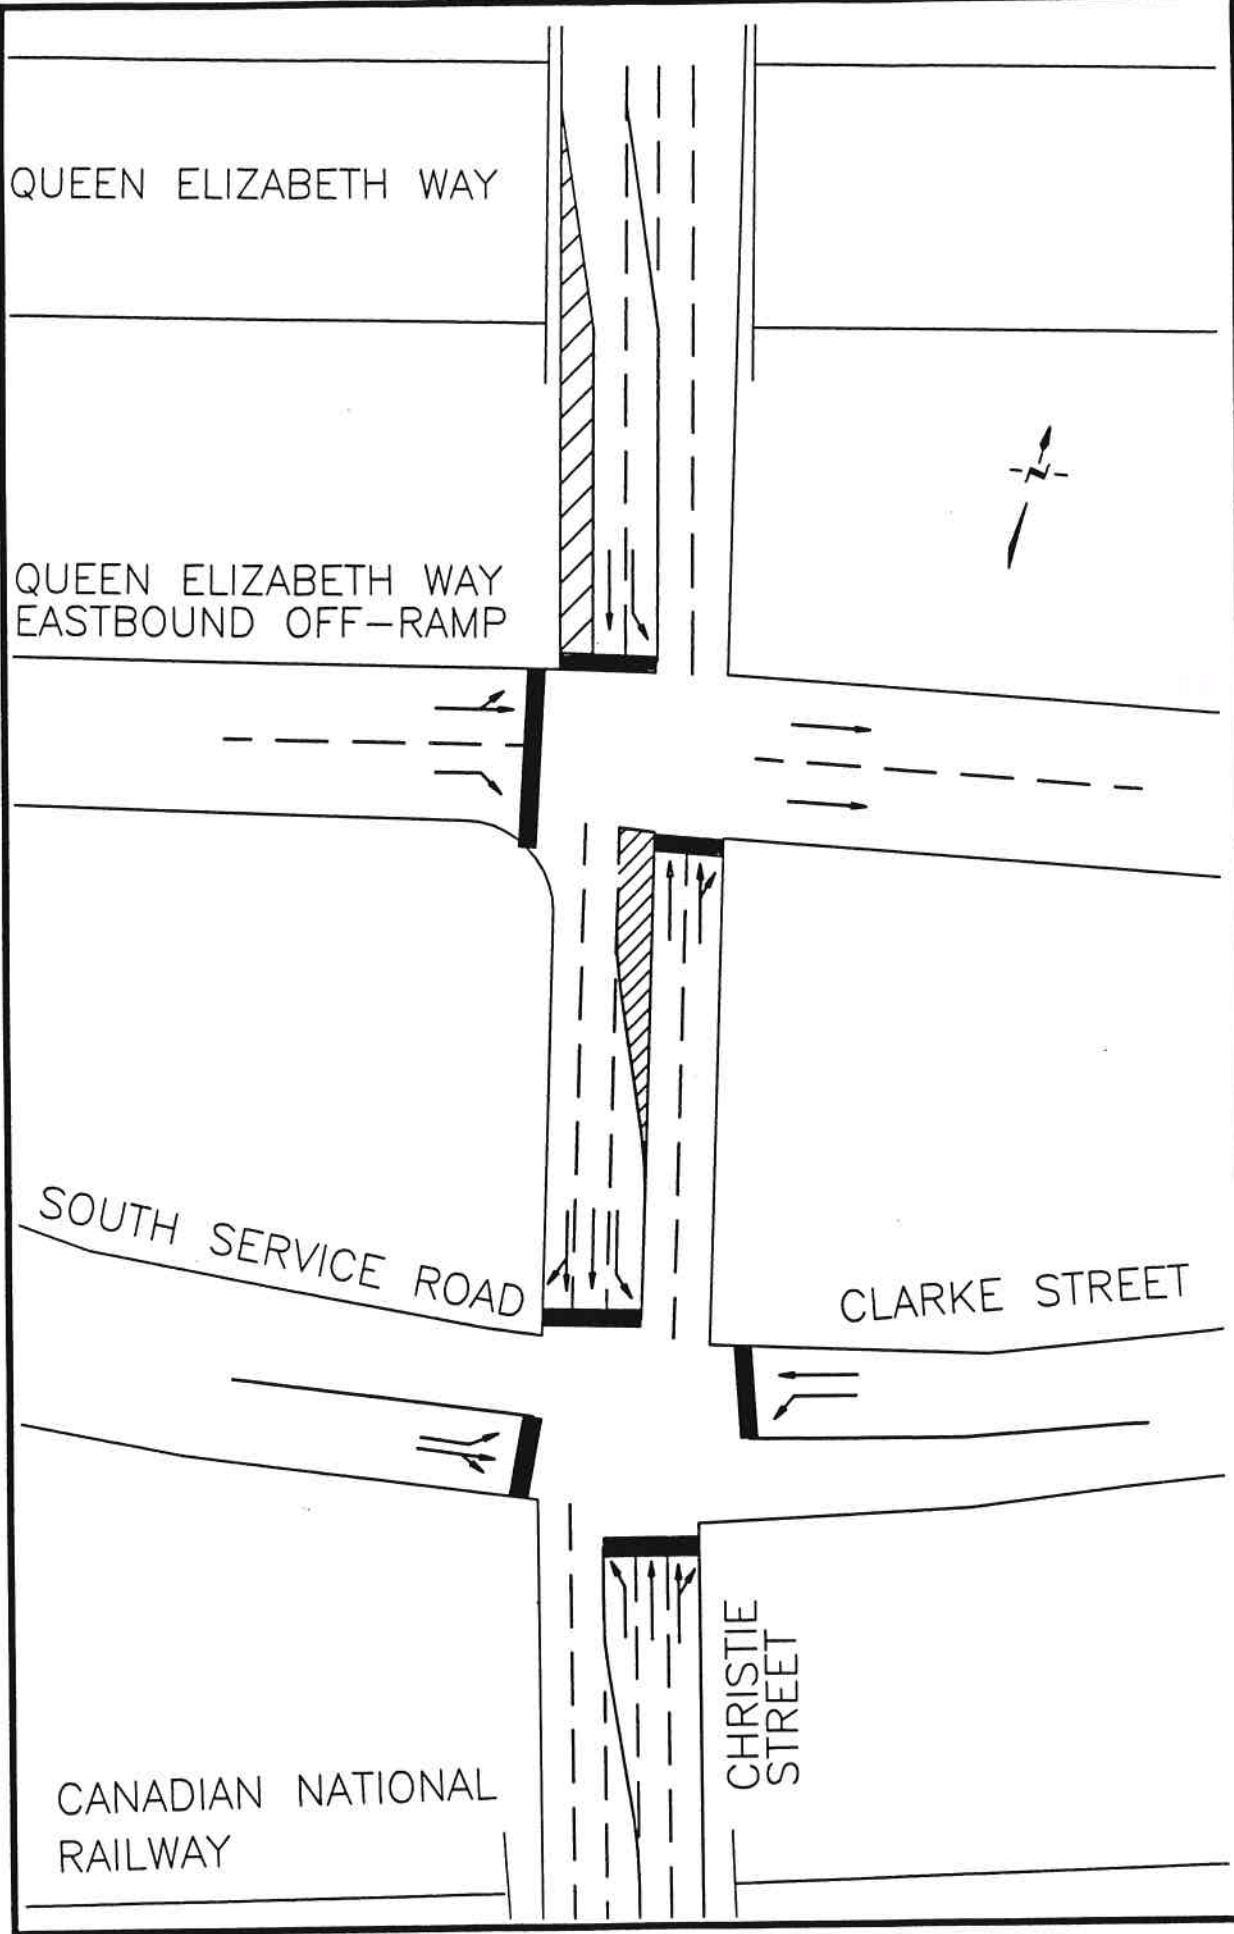 QUEEN ELIZABETH WAY
QUEEN ELIZABETH WAY
EASTBOUND OFF-RAMP
SOUTH SERVICE ROAD
CLARKE STREET
CHRISTIE
STREET
CANADIAN NATIONAL
RAILWAY